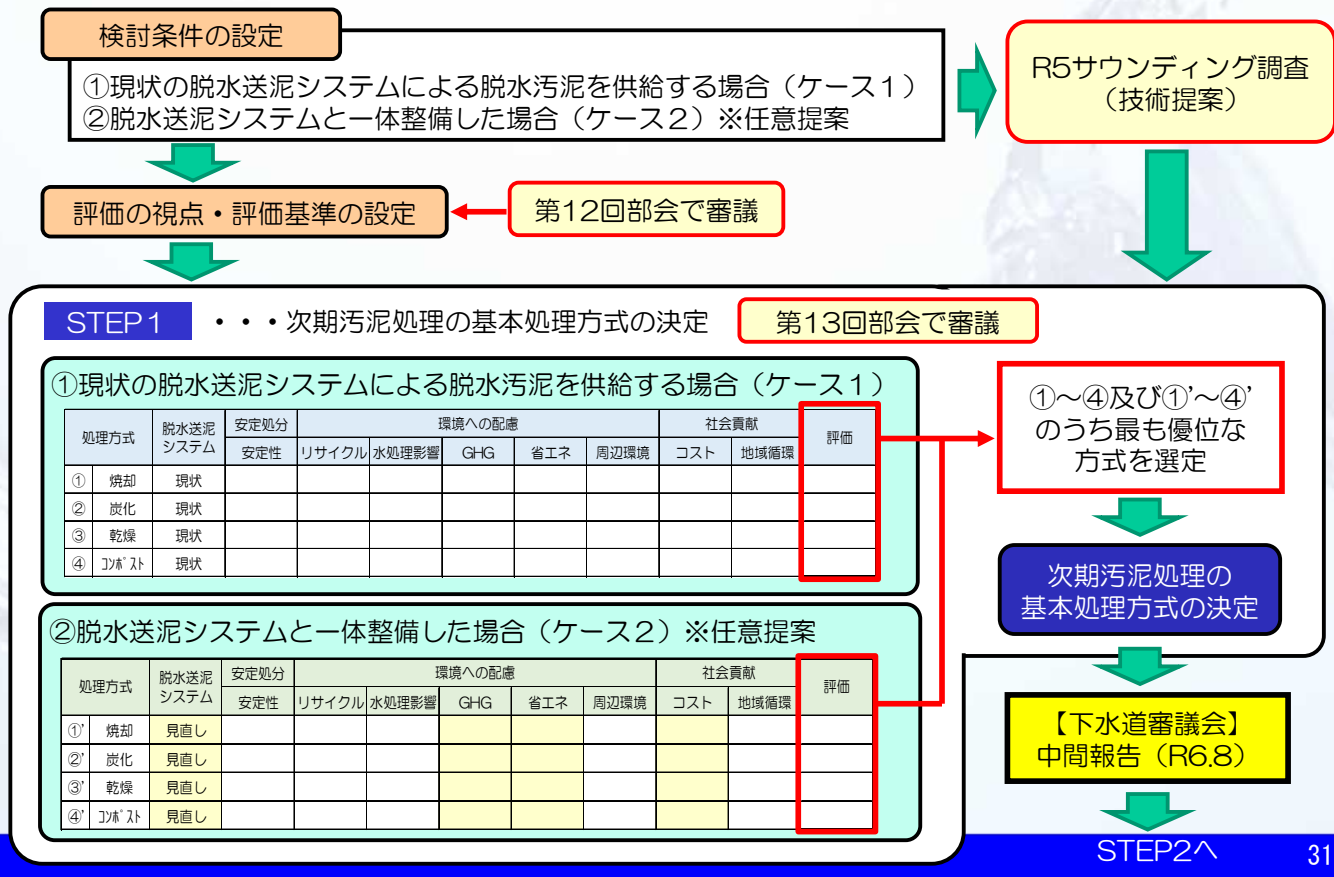 検討条件の設定
①現状の脱水送泥システムによる脱水汚泥を供給する場合（ケース１）
②脱水送泥システムと一体整備した場合（ケース２）※任意提案
R5サウンディング調査
（技術提案）
評価の視点・評価基準の設定
第12回部会で審議
STEP１ ・・・次期汚泥処理の基本処理方式の決定
第13回部会で審議
①現状の脱水送泥システムによる脱水汚泥を供給する場合（ケース１）
処理方式 脱水送泥システム 安定処分 環境への配慮 社会貢献 評価
安定性 リサイクル 水処理影響 GHG 省エネ 周辺環境 コスト 地域循環
① 焼却 現状
② 炭化 現状
③ 乾燥 現状
④ ｺﾝﾎﾟｽﾄ 現状
②脱水送泥システムと一体整備した場合（ケース２）※任意提案
処理方式 脱水送泥システム 安定処分 環境への配慮 社会貢献 評価
安定性 リサイクル 水処理影響 GHG 省エネ 周辺環境 コスト 地域循環
①’ 焼却 見直し
②’ 炭化 見直し
③’ 乾燥 見直し
④’ ｺﾝﾎﾟｽﾄ 見直し
①～④及び①’～④’
のうち最も優位な
方式を選定
次期汚泥処理の
基本処理方式の決定
【下水道審議会】
中間報告（R6.8）
STEP2へ
31